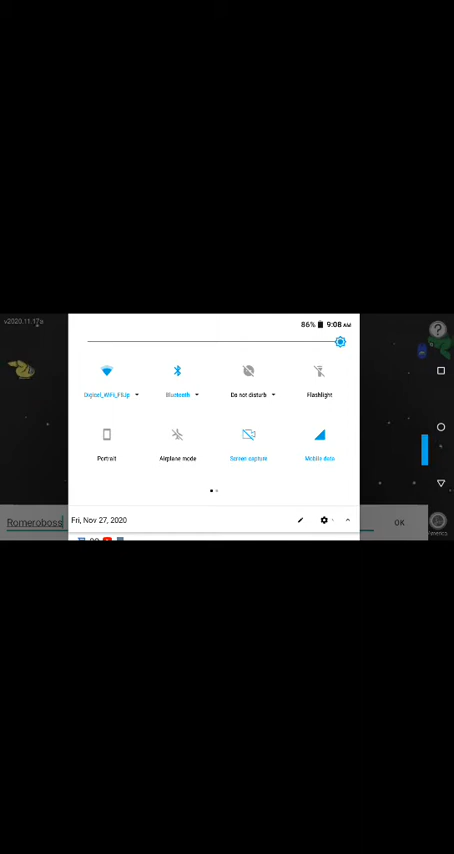 v2020.11.17a
86% 9:08 AM
Digicel_WiFi_F5Jp
Bluetooth
Do not disturb
Flashlight
Portrait
Airplane mode
Screen capture
Mobile data
Fri, Nov 27, 2020
Romeroboss
OK